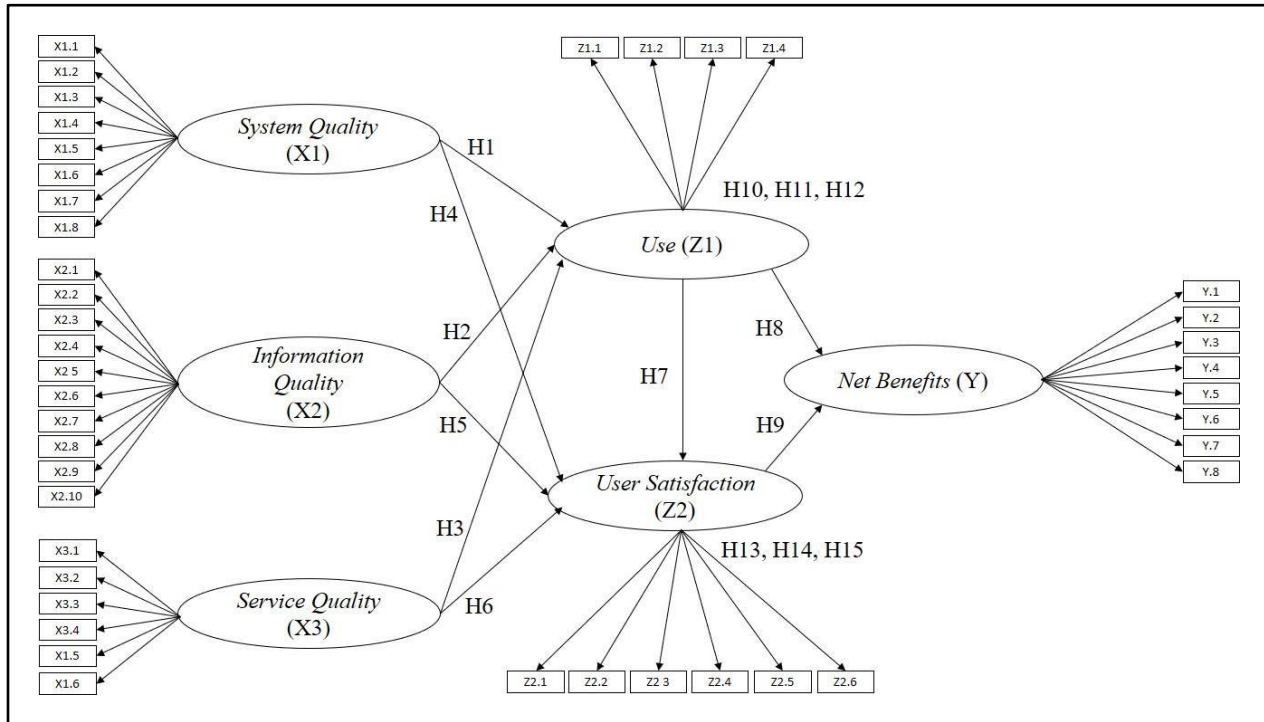 X1.1
X1.2
X1.3
X1.4
X1.5
X1.6
X1.7
X1.8
System Quality
(X1)
Z1.1
Z1.2
Z1.3
Z1.4
H1
H4
H10, H11, H12
Use (Z1)
X2.1
X2.2
X2.3
X2.4
X2 5
X2.6
X2.7
X2.8
X2.9
X2.10
Information
Quality
(X2)
H2
H5
H7
H8
H9
Net Benefits (Y)
Y.1
Y.2
Y.3
Y.4
Y.5
Y.6
Y.7
Y.8
User Satisfaction
(Z2)
H3
H6
H13, H14, H15
X3.1
X3.2
X3.3
X3.4
X1.5
X1.6
Service Quality
(X3)
Z2.1
Z2.2
Z2 3
Z2.4
Z2.5
Z2.6